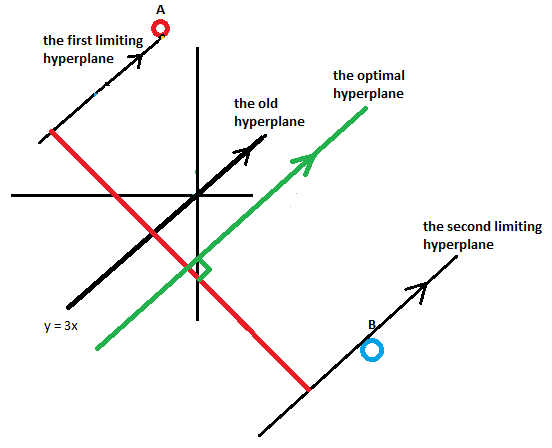 A
the first limiting
hyperplane
the optimal
hyperplane
the old
hyperplane
the second limiting
hyperplane
B
y = 3x